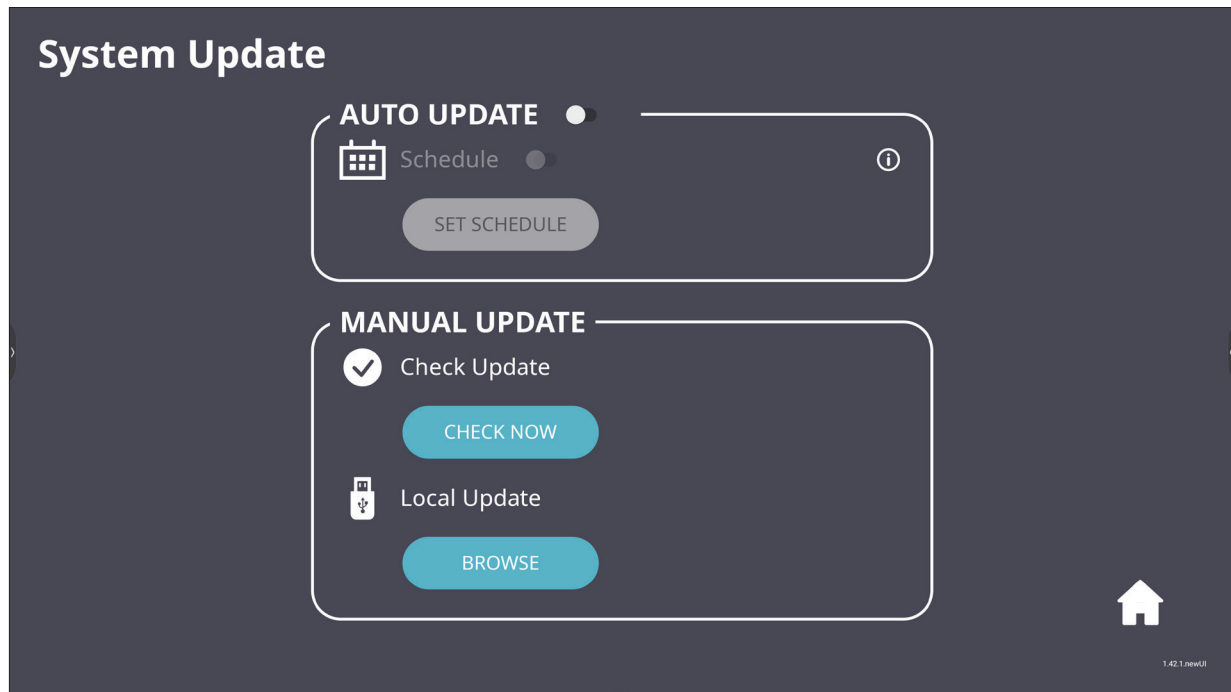 System Update
AUTO UPDATE
Schedule
SET SCHEDULE
MANUAL UPDATE
Check Update
CHECK NOW
Local Update
BROWSE
1.42.1.newUI